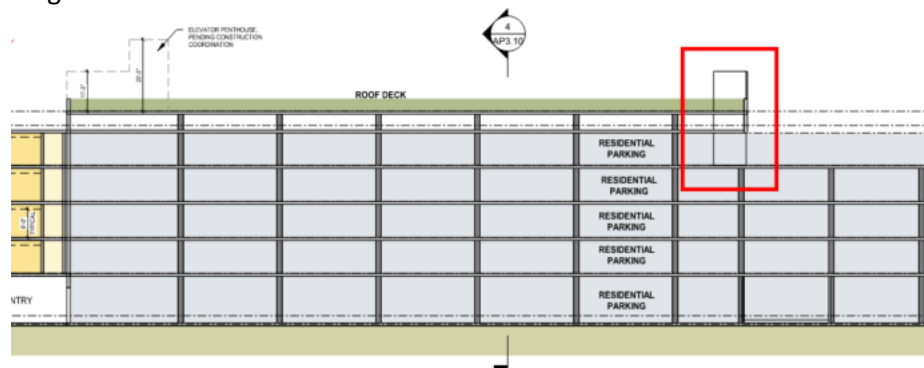 ELEVATOR PENTHOUSE,
PENDING CONSTRUCTION
COORDINATION
4
AP3.10
ROOF DECK
RESIDENTIAL
PARKING
RESIDENTIAL
PARKING
RESIDENTIAL
PARKING
RESIDENTIAL
PARKING
RESIDENTIAL
PARKING
TYPICAL
NTRY